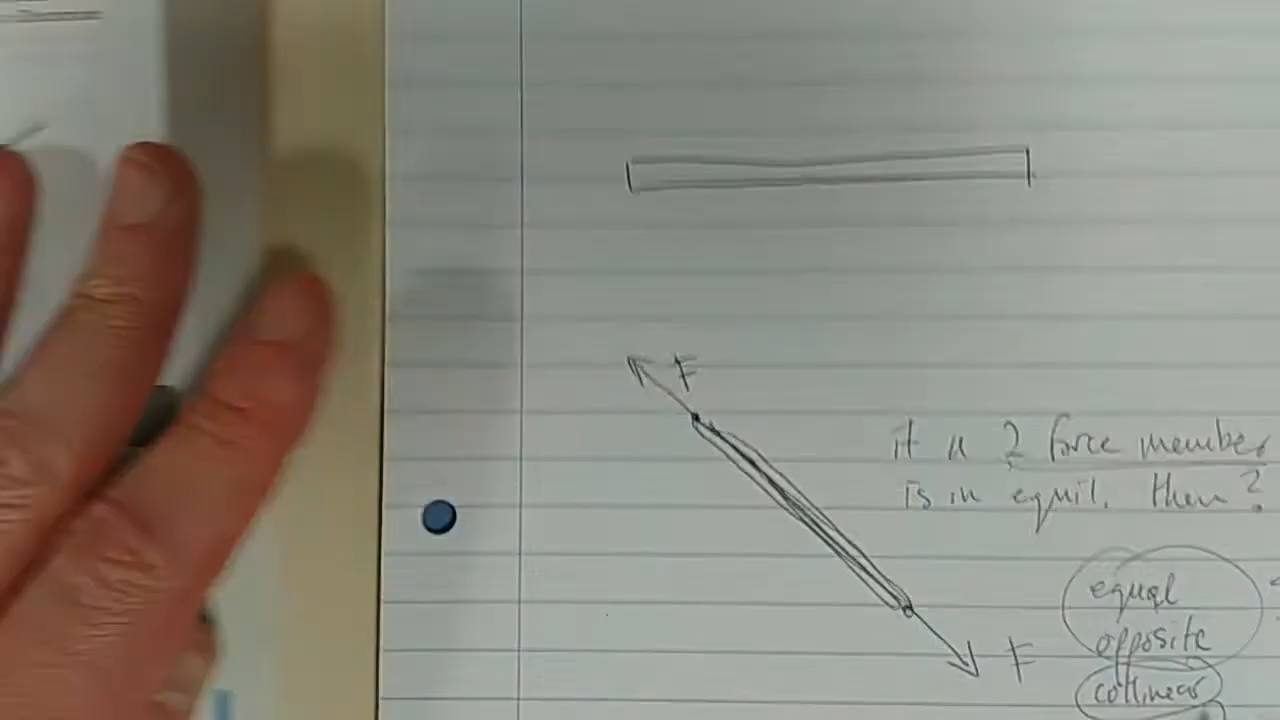 F
if a 2 force member
is in equil. then?
equal
opposite
F
collinear